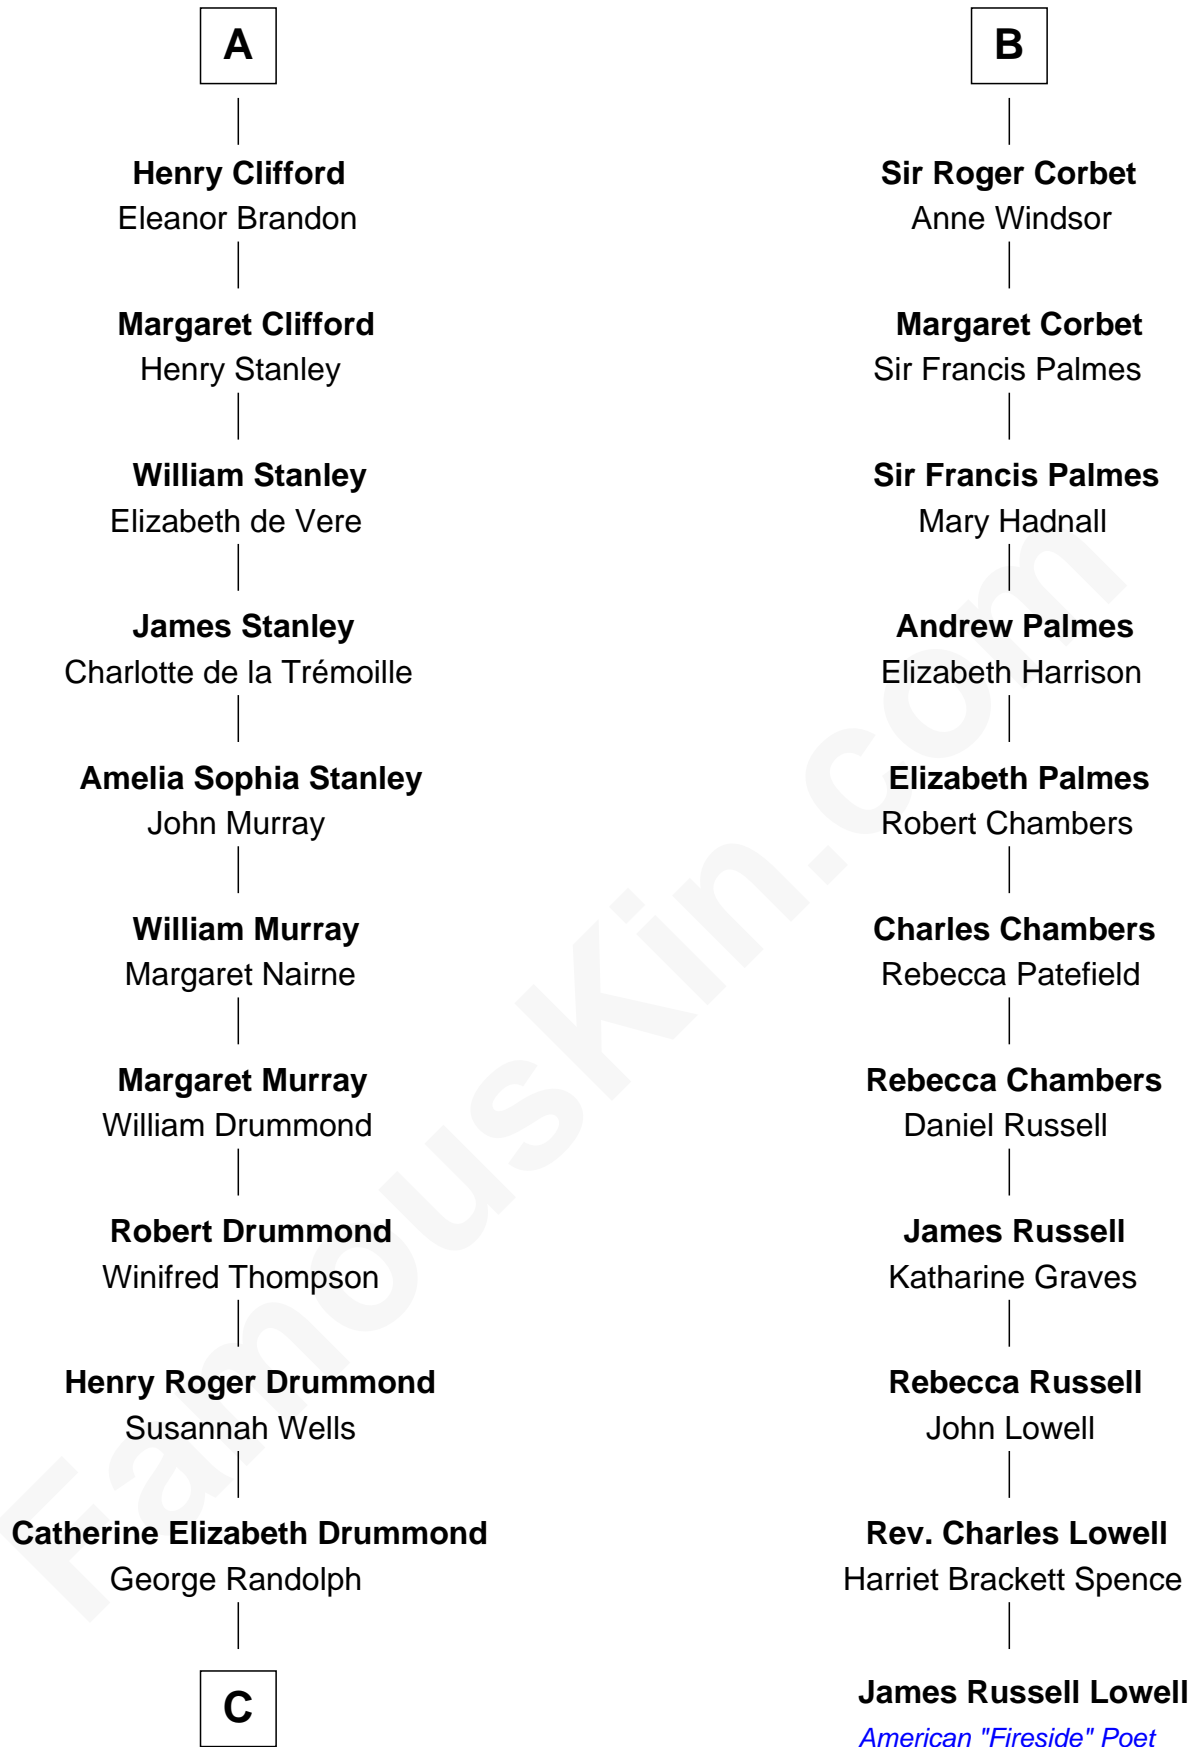 A
Henry Clifford
Eleanor Brandon
Margaret Clifford
Henry Stanley
William Stanley
Elizabeth de Vere
James Stanley
Charlotte de la Trémoille
Amelia Sophia Stanley
John Murray
William Murray
Margaret Nairne
Margaret Murray
William Drummond
Robert Drummond
Winifred Thompson
Henry Roger Drummond
Susannah Wells
Catherine Elizabeth Drummond
George Randolph
C
B
Sir Roger Corbet
Anne Windsor
Margaret Corbet
Sir Francis Palmes
Sir Francis Palmes
Mary Hadnall
Andrew Palmes
Elizabeth Harrison
Elizabeth Palmes
Robert Chambers
Charles Chambers
Rebecca Patefield
Rebecca Chambers
Daniel Russell
James Russell
Katharine Graves
Rebecca Russell
John Lowell
Rev. Charles Lowell
Harriet Brackett Spence
James Russell Lowell
American "Fireside" Poet
FamousKin.com